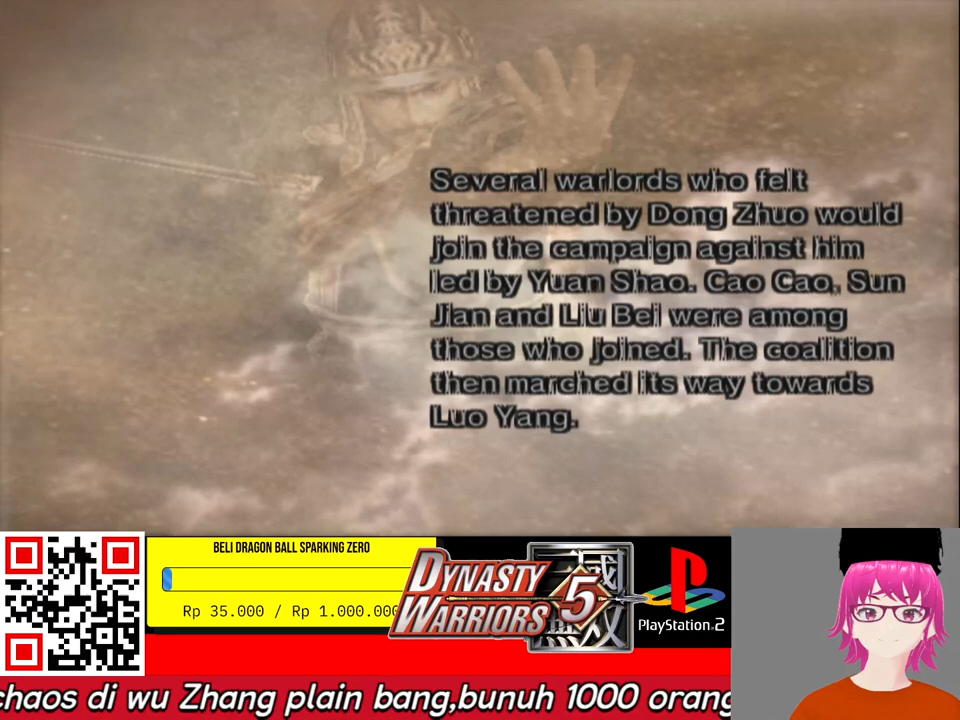 Several warlords who felt
threatened by Dong Zhuo would
join the campaign against him
led by Yuan Shao. Cao Cao, Sun
Jian and Liu Bei were among
those who joined. The coalition
then marched its way towards
Luo Yang.
BELI DRAGON BALL SPARKING ZERO
Rp 35.000 / Rp 1.000.000
DYNASTY
WARRIORS 5
PlayStation 2
chaos di wu Zhang plain bang,bunuh 1000 orang